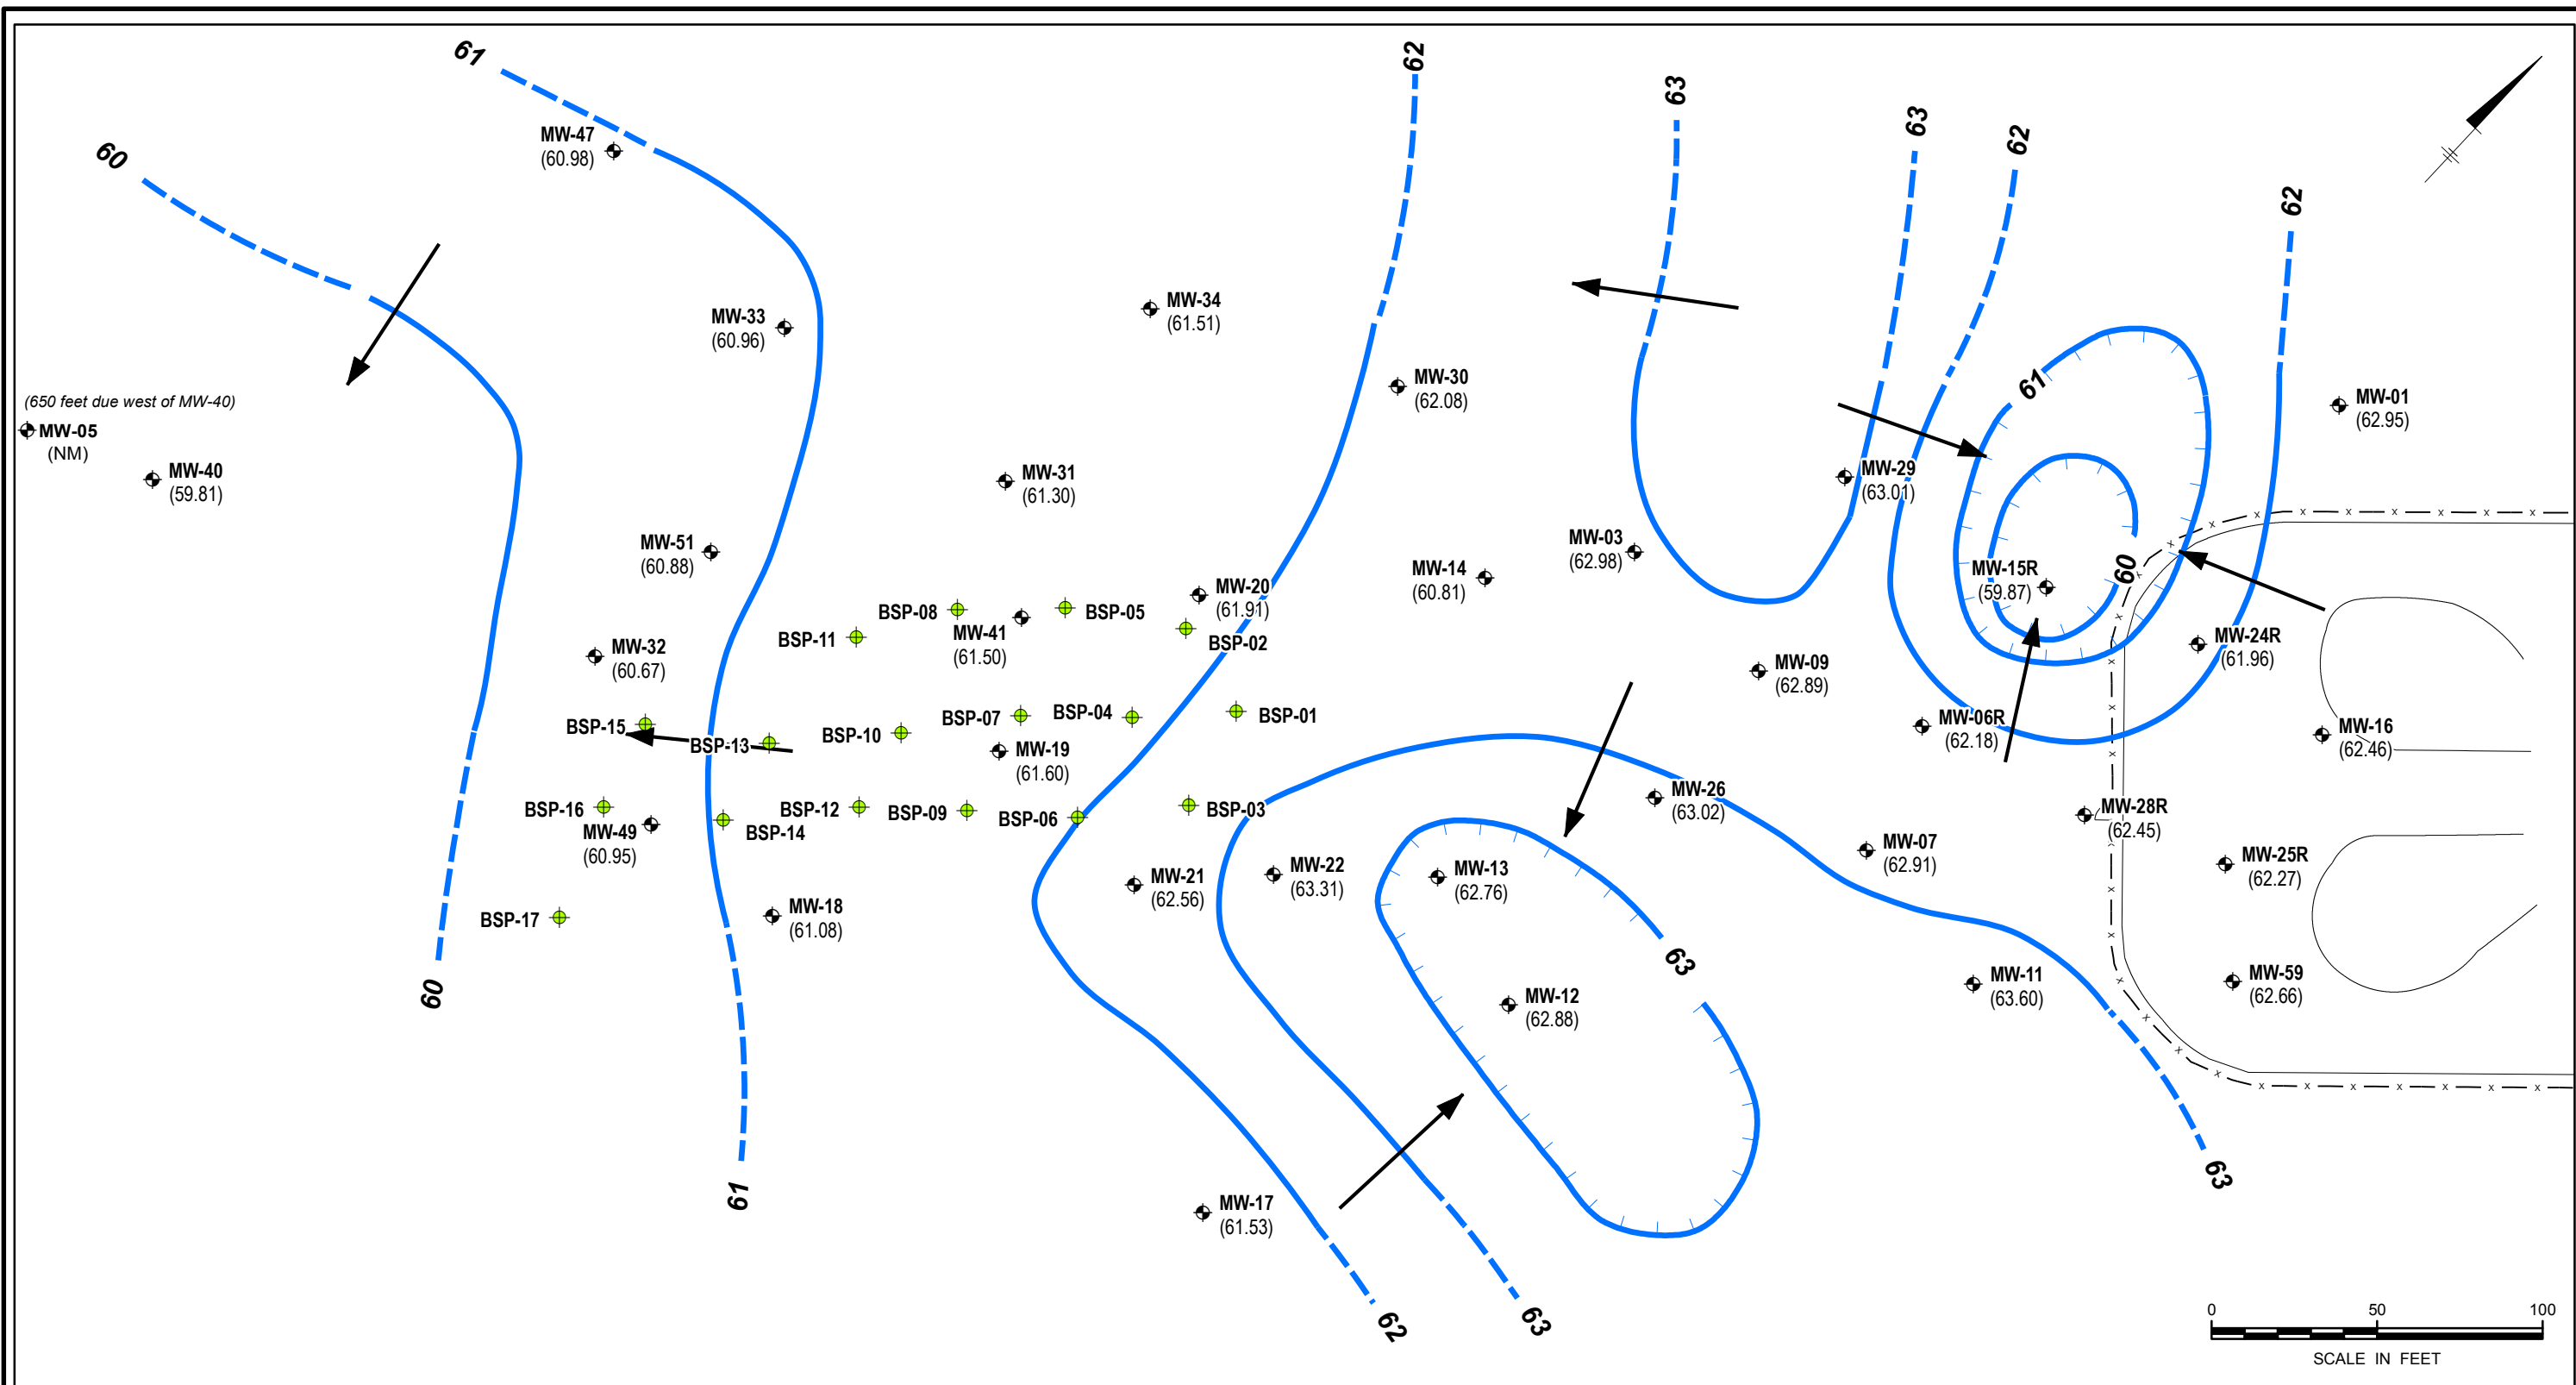 61
62
63
63
62
MW-47
(60.98)
60
62
MW-34
(61.51)
MW-33
(60.96)
MW-30
(62.08)
61
MW-01
(62.95)
(650 feet due west of MW-40)
MW-05
(NM)
MW-40
(59.81)
MW-31
(61.30)
MW-29
(63.01)
MW-51
(60.88)
MW-03
(62.98)
MW-14
(60.81)
MW-15R
(59.87)
60
MW-20
(61.91)
BSP-08
BSP-05
BSP-11
MW-41
(61.50)
BSP-02
MW-32
(60.67)
MW-24R
(61.96)
MW-09
(62.89)
BSP-15
BSP-13
BSP-10
BSP-07
BSP-04
BSP-01
MW-06R
(62.18)
MW-16
(62.46)
MW-19
(61.60)
BSP-16
MW-49
(60.95)
BSP-14
BSP-12
BSP-09
BSP-06
BSP-03
MW-26
(63.02)
MW-28R
(62.45)
MW-07
(62.91)
MW-25R
(62.27)
MW-21
(62.56)
MW-22
(63.31)
MW-13
(62.76)
BSP-17
MW-18
(61.08)
63
MW-11
(63.60)
MW-59
(62.66)
60
MW-12
(62.88)
61
63
MW-17
(61.53)
62
63
0 50 100
SCALE IN FEET